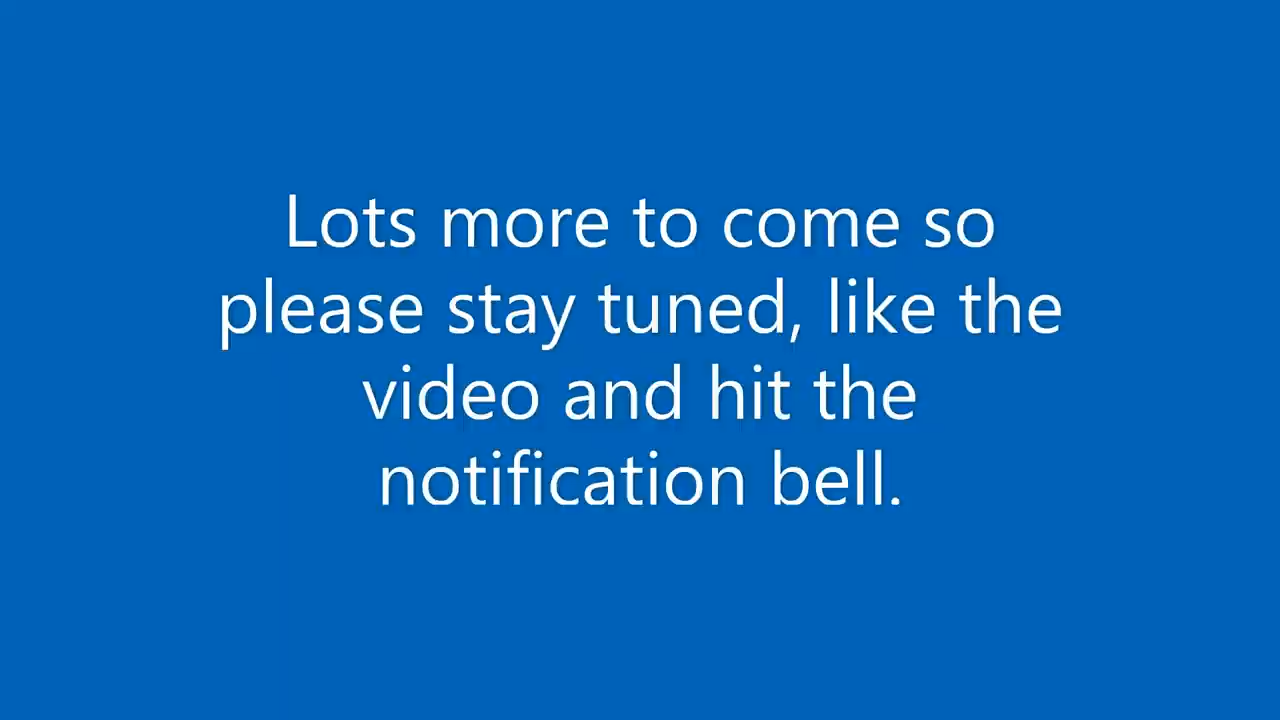 Lots more to come so
please stay tuned, like the
video and hit the
notification bell.